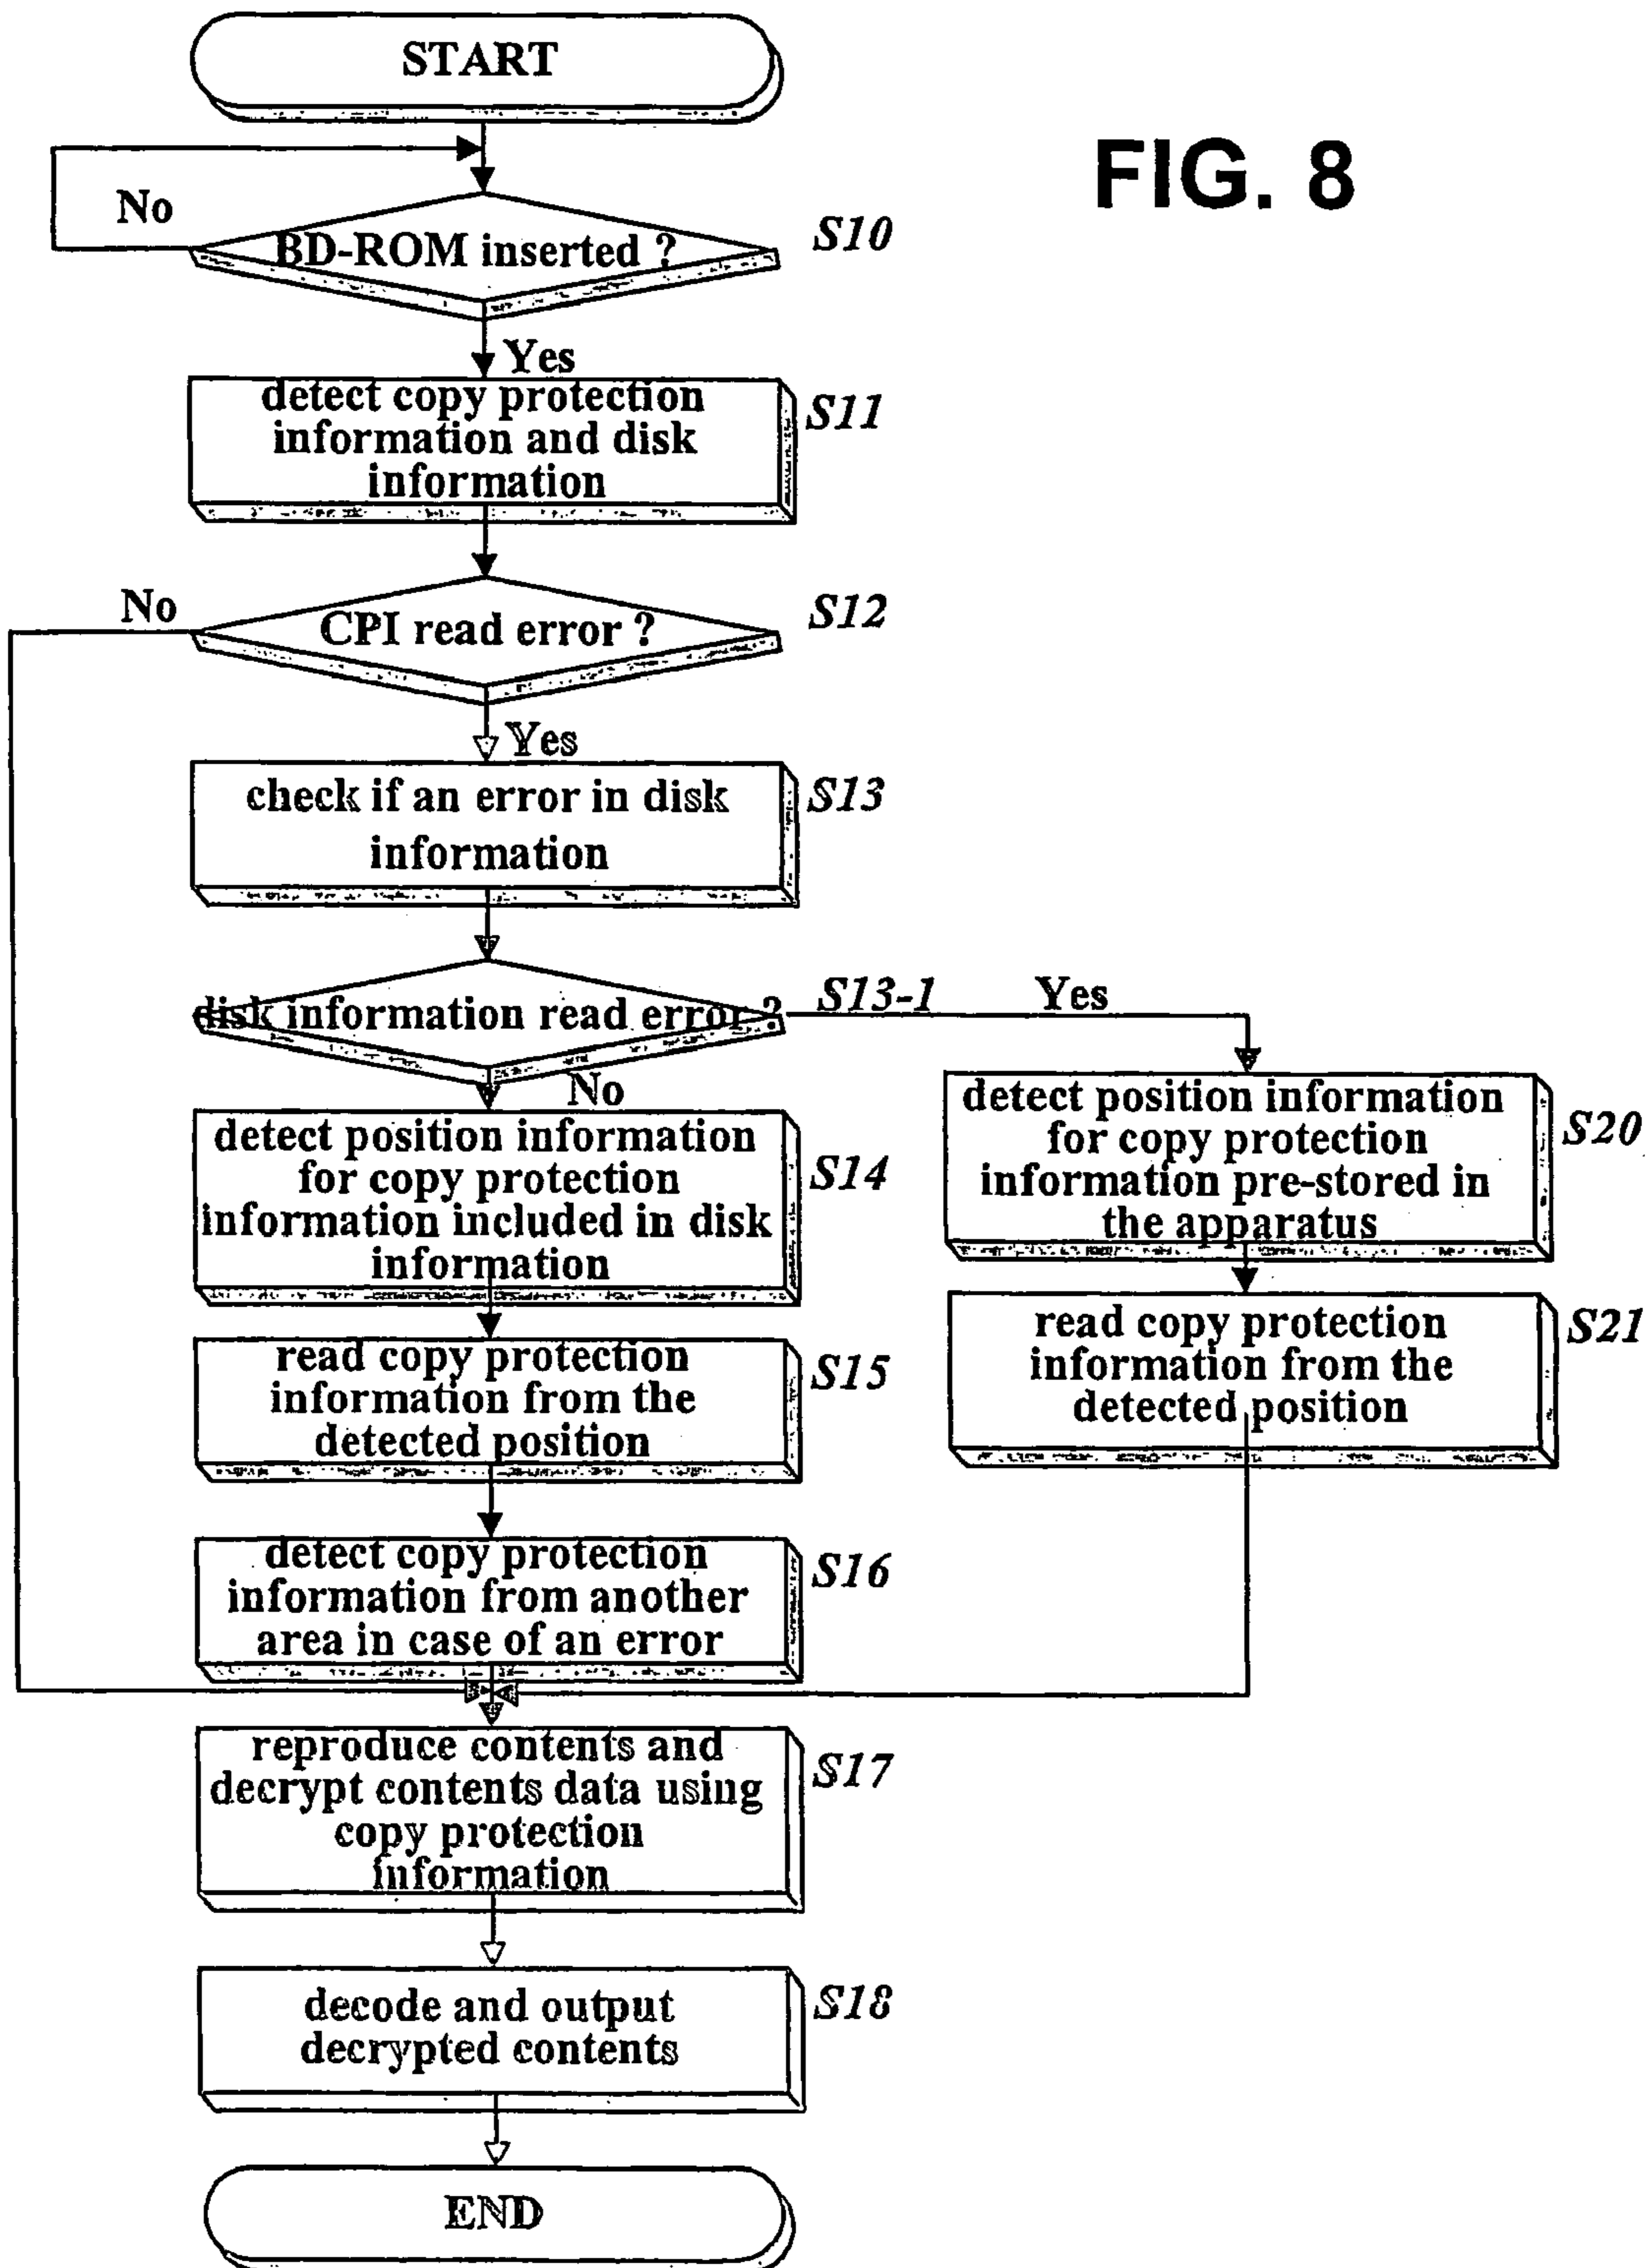 START
FIG. 8
No
BD-ROM inserted ?
S10
Yes
detect copy protection
information and disk
information
S11
No
CPI read error ?
S12
Yes
check if an error in disk
information
S13
disk information read error ?
S13-1
Yes
No
detect position information
for copy protection
information included in disk
information
S14
detect position information
for copy protection
information pre-stored in
the apparatus
S20
read copy protection
information from the
detected position
S15
read copy protection
information from the
detected position
S21
detect copy protection
information from another
area in case of an error
S16
reproduce contents and
decrypt contents data using
copy protection
information
S17
decode and output
decrypted contents
S18
END